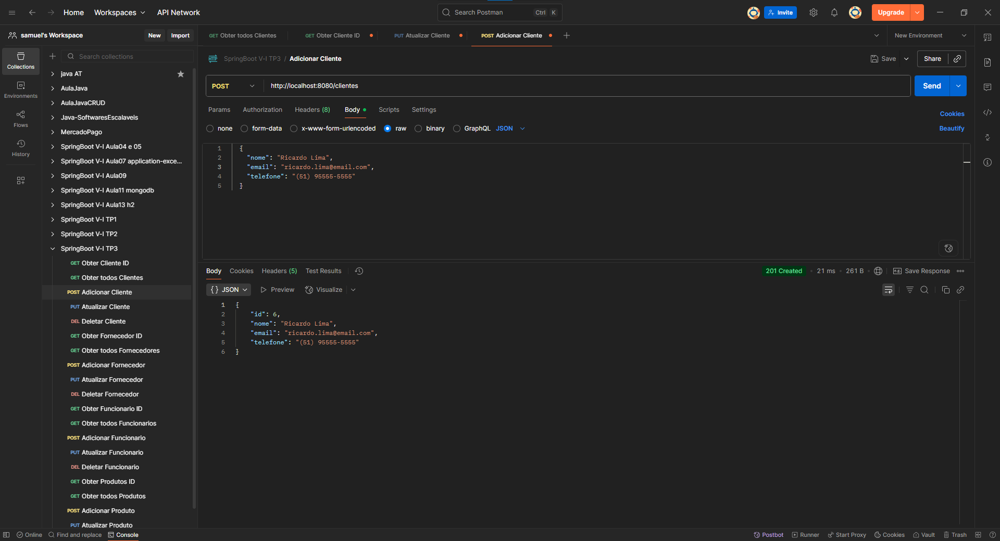 Home
Workspaces
API Network
Search Postman
Ctrl K
Invite
Upgrade
samuel's Workspace
New
Import
GET Obter todos Clientes
GET Obter Cliente ID
PUT Atualizar Cliente
POST Adicionar Cliente
New Environment
Collections
Environments
Flows
History
Search collections
java AT
AulaJava
AulaJavaCRUD
Java-SoftwaresEscalaveis
MercadoPago
SpringBoot V-I Aula04 e 05
SpringBoot V-I Aula07 application-exce...
SpringBoot V-I Aula09
SpringBoot V-I Aula11 mongodb
SpringBoot V-I Aula13 h2
SpringBoot V-I TP1
SpringBoot V-I TP2
SpringBoot V-I TP3
GET Obter Cliente ID
GET Obter todos Clientes
POST Adicionar Cliente
PUT Atualizar Cliente
DEL Deletar Cliente
GET Obter Fornecedor ID
GET Obter todos Fornecedores
POST Adicionar Fornecedor
PUT Atualizar Fornecedor
DEL Deletar Fornecedor
GET Obter Funcionario ID
GET Obter todos Funcionarios
POST Adicionar Funcionario
PUT Atualizar Funcionario
DEL Deletar Funcionario
GET Obter Produtos ID
GET Obter todos Produtos
POST Adicionar Produto
PUT Atualizar Produto
HTTP SpringBoot V-I TP3 / Adicionar Cliente
Save
Share
POST
http://localhost:8080/clientes
Send
Params
Authorization
Headers (8)
Body
Scripts
Settings
Cookies
none
form-data
x-www-form-urlencoded
raw
binary
GraphQL
JSON
Beautify
1 {
2 "nome": "Ricardo Lima",
3 "email": "ricardo.lima@email.com",
4 "telefone": "(51) 95555-5555"
5 }
Body
Cookies
Headers (5)
Test Results
201 Created
21 ms
261 B
e.g. Save Response
{} JSON
Preview
Visualize
1 {
2 "id": 6,
3 "nome": "Ricardo Lima",
4 "email": "ricardo.lima@email.com",
5 "telefone": "(51) 95555-5555"
6 }
Online
Find and replace
Console
Postbot
Runner
Start Proxy
Cookies
Vault
Trash